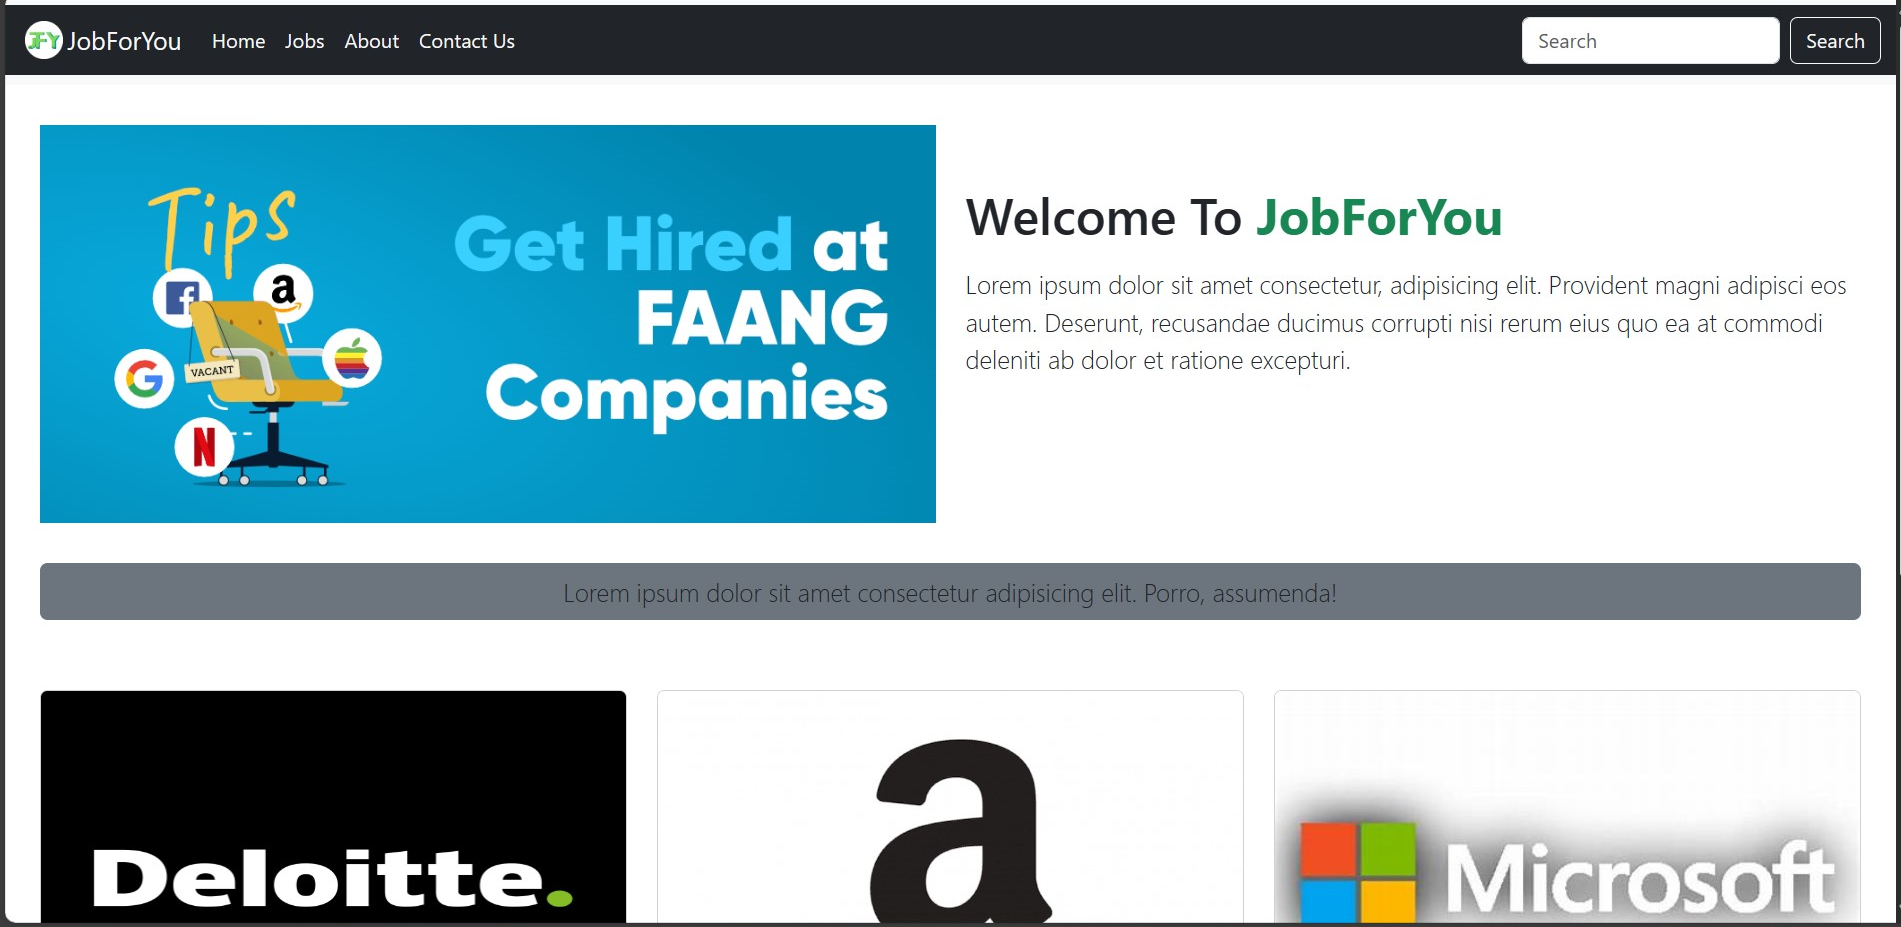 JFY JobForYou Home Jobs About Contact Us Search Search
Tips
Get Hired at
FAANG
Companies
a
G
VACANT
N
Welcome To JobForYou
Lorem ipsum dolor sit amet consectetur, adipisicing elit. Provident magni adipisci eos
autem. Deserunt, recusandae ducimus corrupti nisi rerum eius quo ea at commodi
deleniti ab dolor et ratione excepturi.
Lorem ipsum dolor sit amet consectetur adipisicing elit. Porro, assumenda!
Deloitte.
a
Microsoft